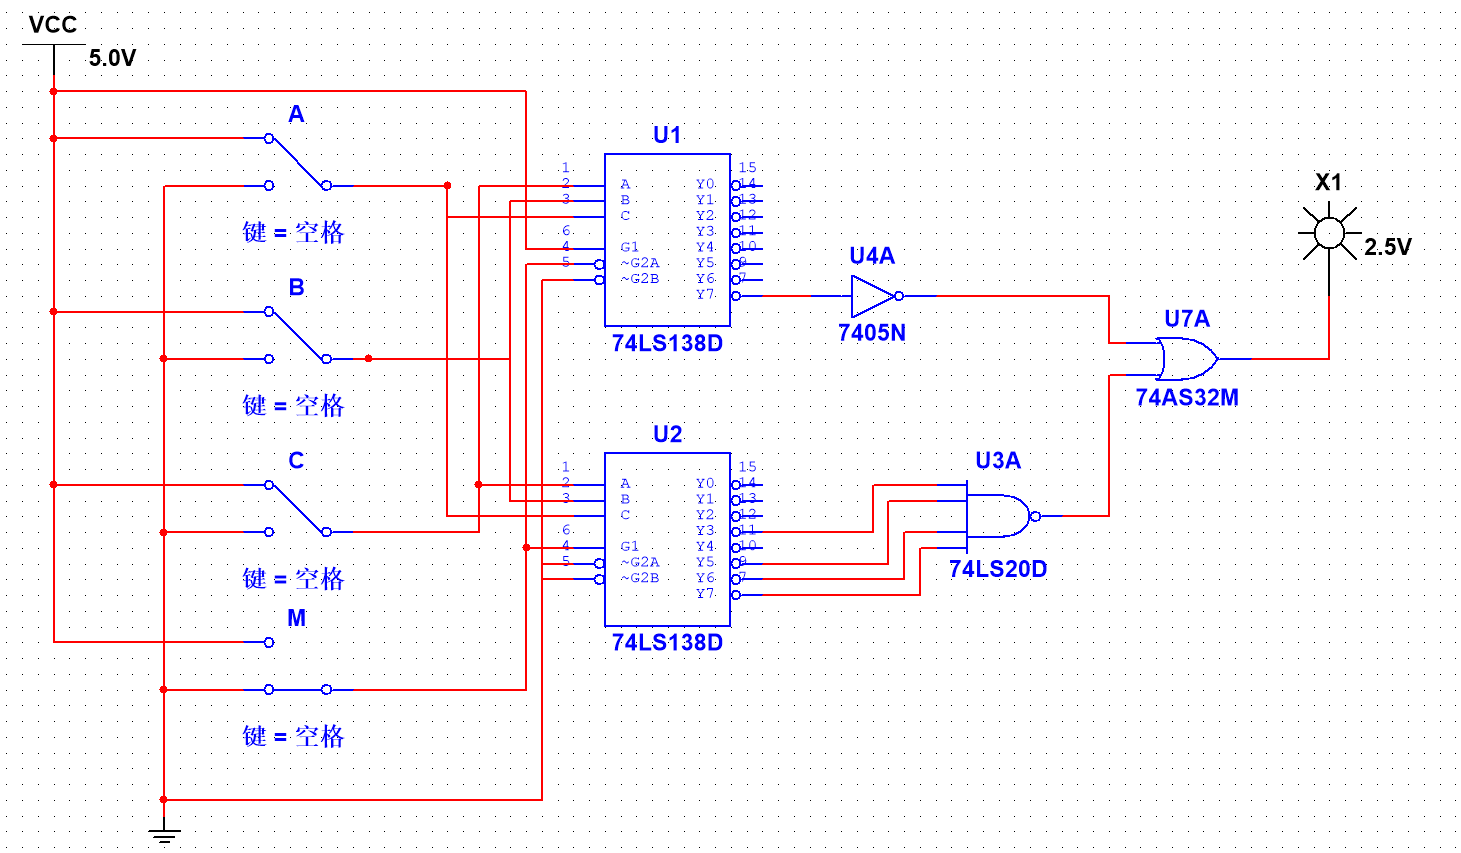 VCC
5.0V
A
键 = 空格
B
键 = 空格
C
键 = 空格
M
键 = 空格
U1
1
2
3
6
4
5
A
B
C
G1
~G2A
~G2B
Y0
Y1
Y2
Y3
Y4
Y5
Y6
Y7
15
14
13
12
11
10
9
7
74LS138D
U2
1
2
3
6
4
5
A
B
C
G1
~G2A
~G2B
Y0
Y1
Y2
Y3
Y4
Y5
Y6
Y7
15
14
13
12
11
10
9
7
74LS138D
U4A
7405N
U3A
74LS20D
U7A
74AS32M
X1
2.5V